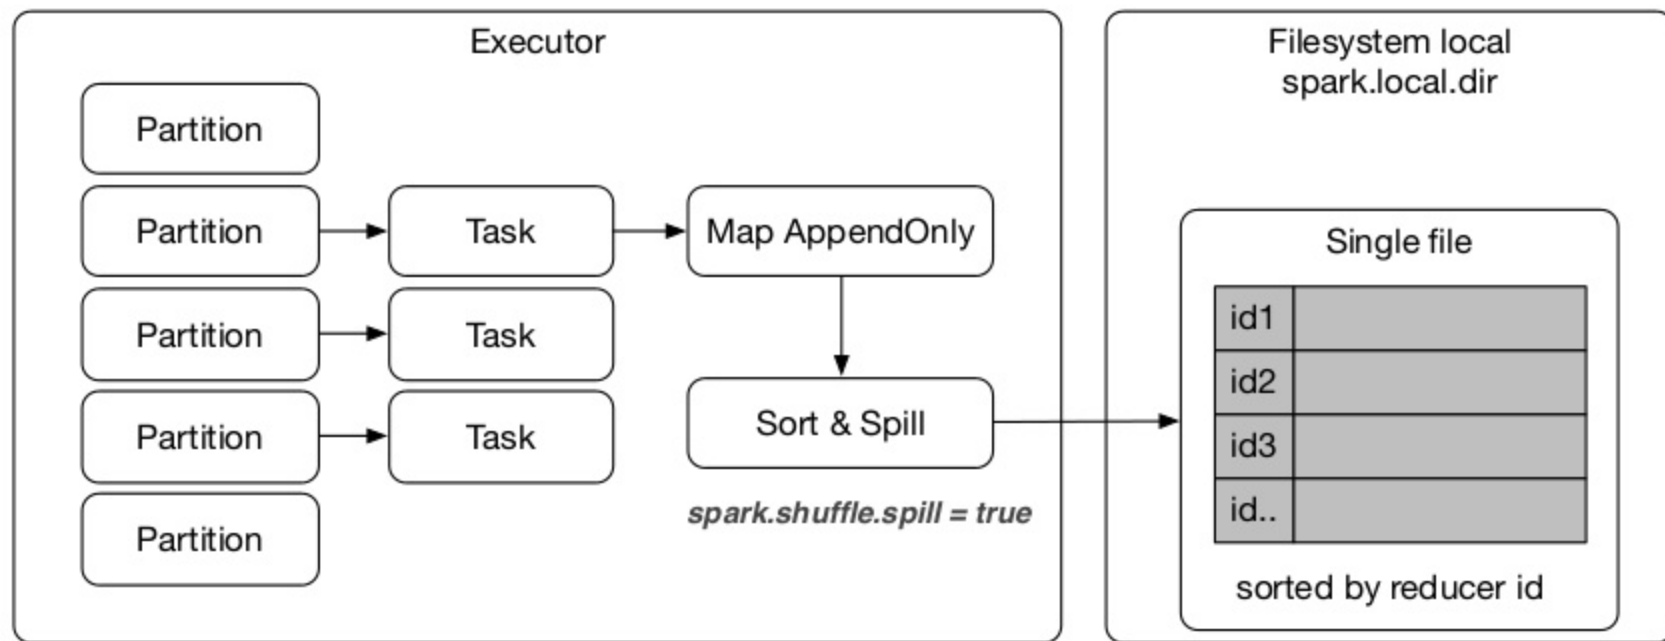 Executor
Partition
Partition
Task
Map AppendOnly
Partition
Task
Partition
Task
Sort & Spill
spark.shuffle.spill = true
Partition
Filesystem local
spark.local.dir
Single file
id1
id2
id3
id..
sorted by reducer id